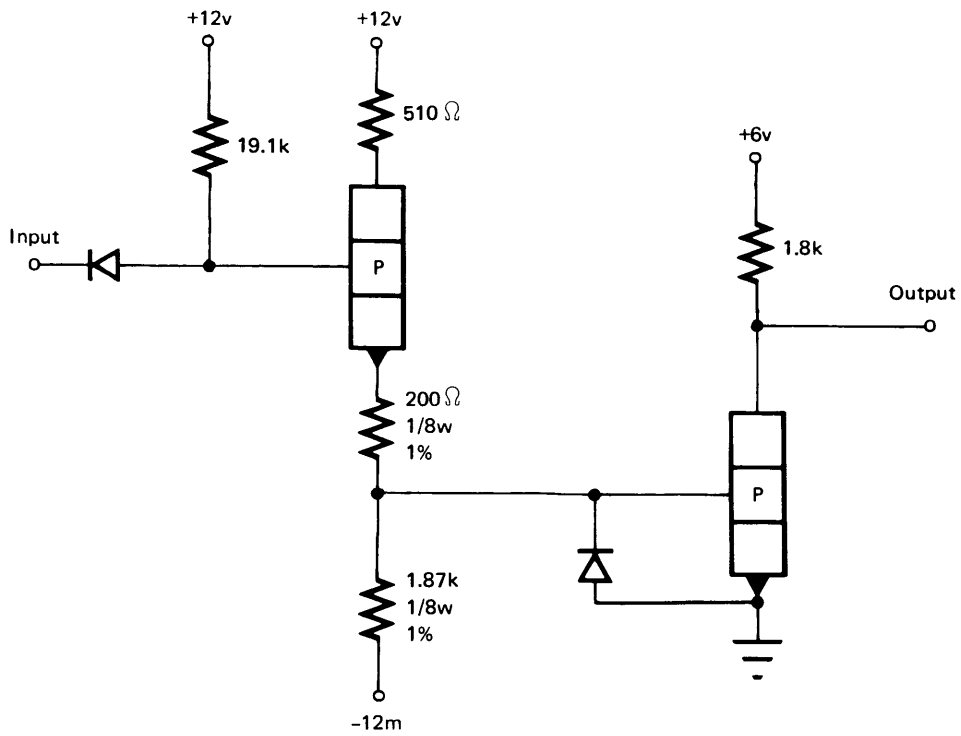 +12v
+12v
510 Ω
19.1k
+6v
Input
P
1.8k
Output
200 Ω
1/8w
1%
P
1.87k
1/8w
1%
–12m